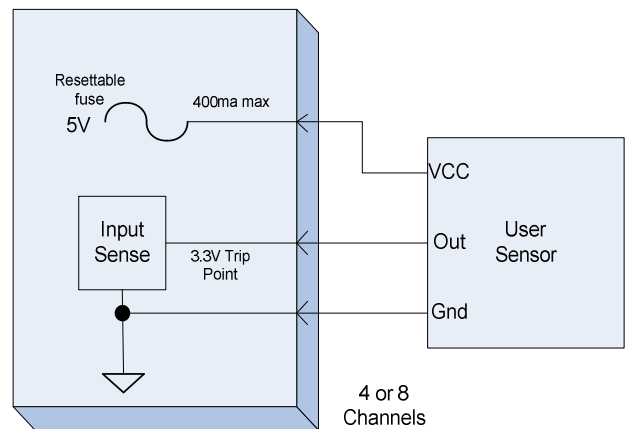 Resettable
fuse
5V
400ma max
VCC
Input
Sense
3.3V Trip
Point
Out
User
Sensor
Gnd
4 or 8
Channels